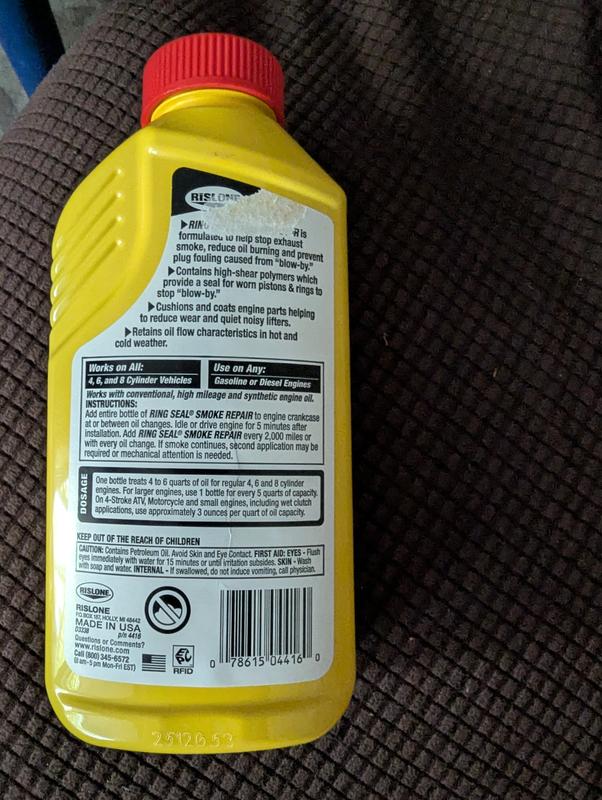 RISLONE
▶RING R is
formulated to help stop exhaust
smoke, reduce oil burning and prevent
plug fouling caused from "blow-by."
▶Contains high-shear polymers which
provide a seal for worn pistons & rings to
stop "blow-by."
▶Cushions and coats engine parts helping
to reduce wear and quiet noisy lifters.
▶Retains oil flow characteristics in hot and
cold weather.
Works on All:
4, 6, and 8 Cylinder Vehicles
Use on Any:
Gasoline or Diesel Engines
Works with conventional, high mileage and synthetic engine oil.
INSTRUCTIONS:
Add entire bottle of RING SEAL® SMOKE REPAIR to engine crankcase
at or between oil changes. Idle or drive engine for 5 minutes after
installation. Add RING SEAL® SMOKE REPAIR every 2,000 miles or
with every oil change. If smoke continues, second application may be
required or mechanical attention is needed.
DOSAGE
One bottle treats 4 to 6 quarts of oil for regular 4, 6 and 8 cylinder
engines. For larger engines, use 1 bottle for every 5 quarts of capacity.
On 4-Stroke ATV, Motorcycle and small engines, including wet clutch
applications, use approximately 3 ounces per quart of oil capacity.
KEEP OUT OF THE REACH OF CHILDREN
CAUTION: Contains Petroleum Oil. Avoid Skin and Eye Contact. FIRST AID: EYES - Flush
eyes immediately with water for 15 minutes or until irritation subsides. SKIN - Wash
with soap and water. INTERNAL - If swallowed, do not induce vomiting, call physician.
RISLONE
RISLONE
P.O. BOX 187, HOLLY, MI 48442
MADE IN USA
D3338 p/n 4416
Questions or Comments?
www.rislone.com
Call (800) 345-6572
(8 am-5 pm Mon-Fri EST)
RFID
0 78615 04416 0